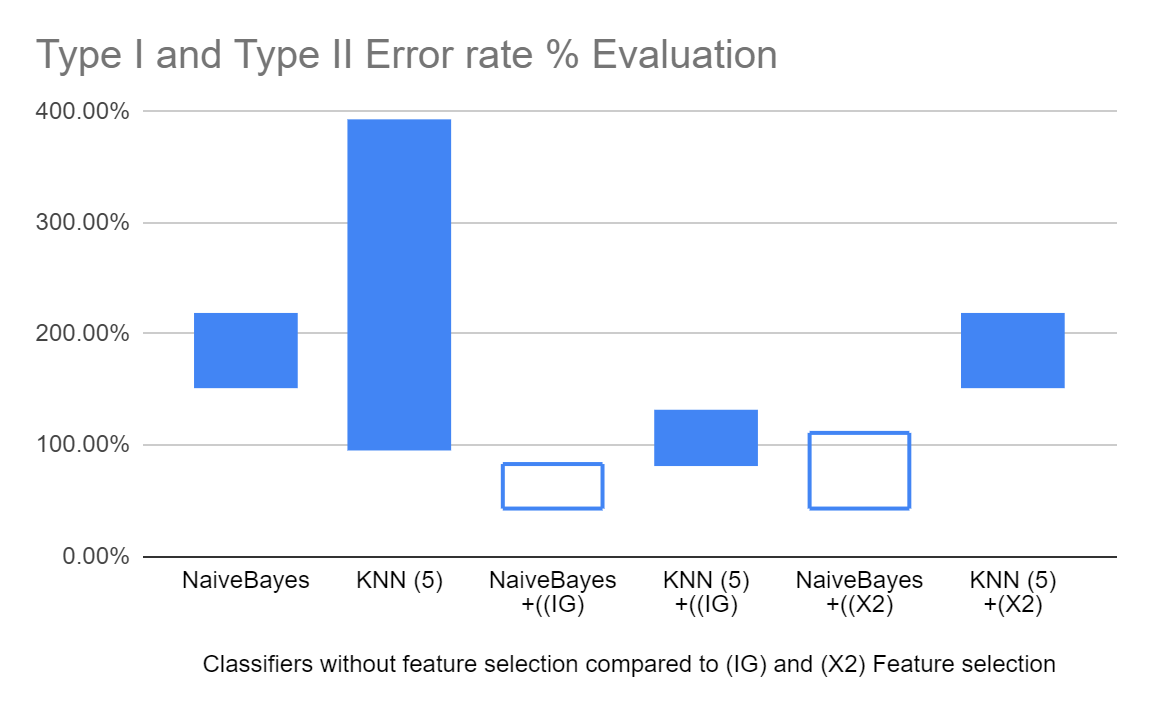 Type I and Type II Error rate % Evaluation
400.00%
300.00%
200.00%
100.00%
0.00%
NaiveBayes
KNN (5)
NaiveBayes
+((IG)
KNN (5)
+((IG)
NaiveBayes
+((X2)
KNN (5)
+(X2)
Classifiers without feature selection compared to (IG) and (X2) Feature selection